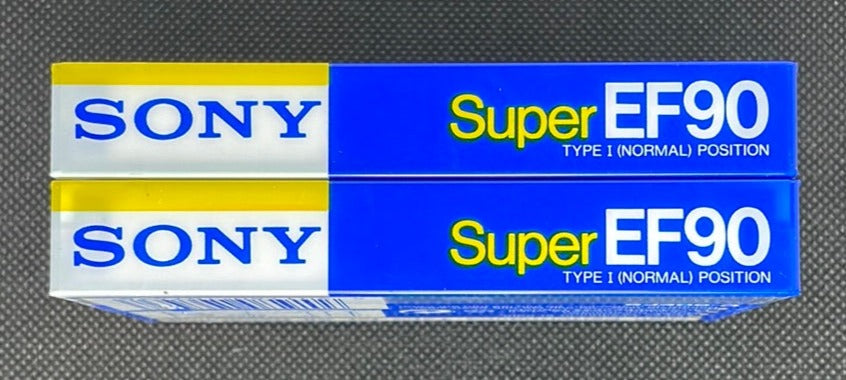 SONY
Super EF90
TYPE I (NORMAL) POSITION
SONY
Super EF90
TYPE I (NORMAL) POSITION